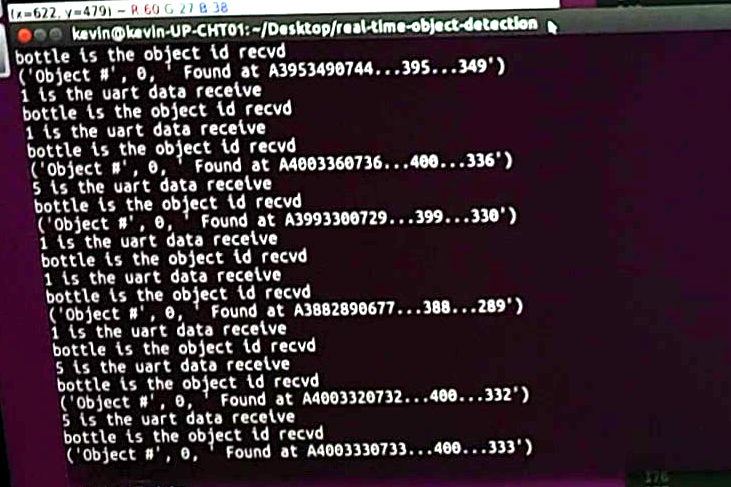 (x=622, y=479) ~ R:60 G:27 B:38
kevin@kevin-UP-CHT01:~/Desktop/real-time-object-detection
bottle is the object id recvd
('Object #', 0, ' Found at A3953490744...395...349')
1 is the uart data receive
bottle is the object id recvd
1 is the uart data receive
bottle is the object id recvd
('Object #', 0, ' Found at A4003360736...400...336')
5 is the uart data receive
bottle is the object id recvd
('Object #', 0, ' Found at A3993300729...399...330')
1 is the uart data receive
bottle is the object id recvd
1 is the uart data receive
bottle is the object id recvd
('Object #', 0, ' Found at A3882890677...388...289')
1 is the uart data receive
bottle is the object id recvd
5 is the uart data receive
bottle is the object id recvd
('Object #', 0, ' Found at A4003320732...400...332')
5 is the uart data receive
bottle is the object id recvd
('Object #', 0, ' Found at A4003330733...400...333')
176